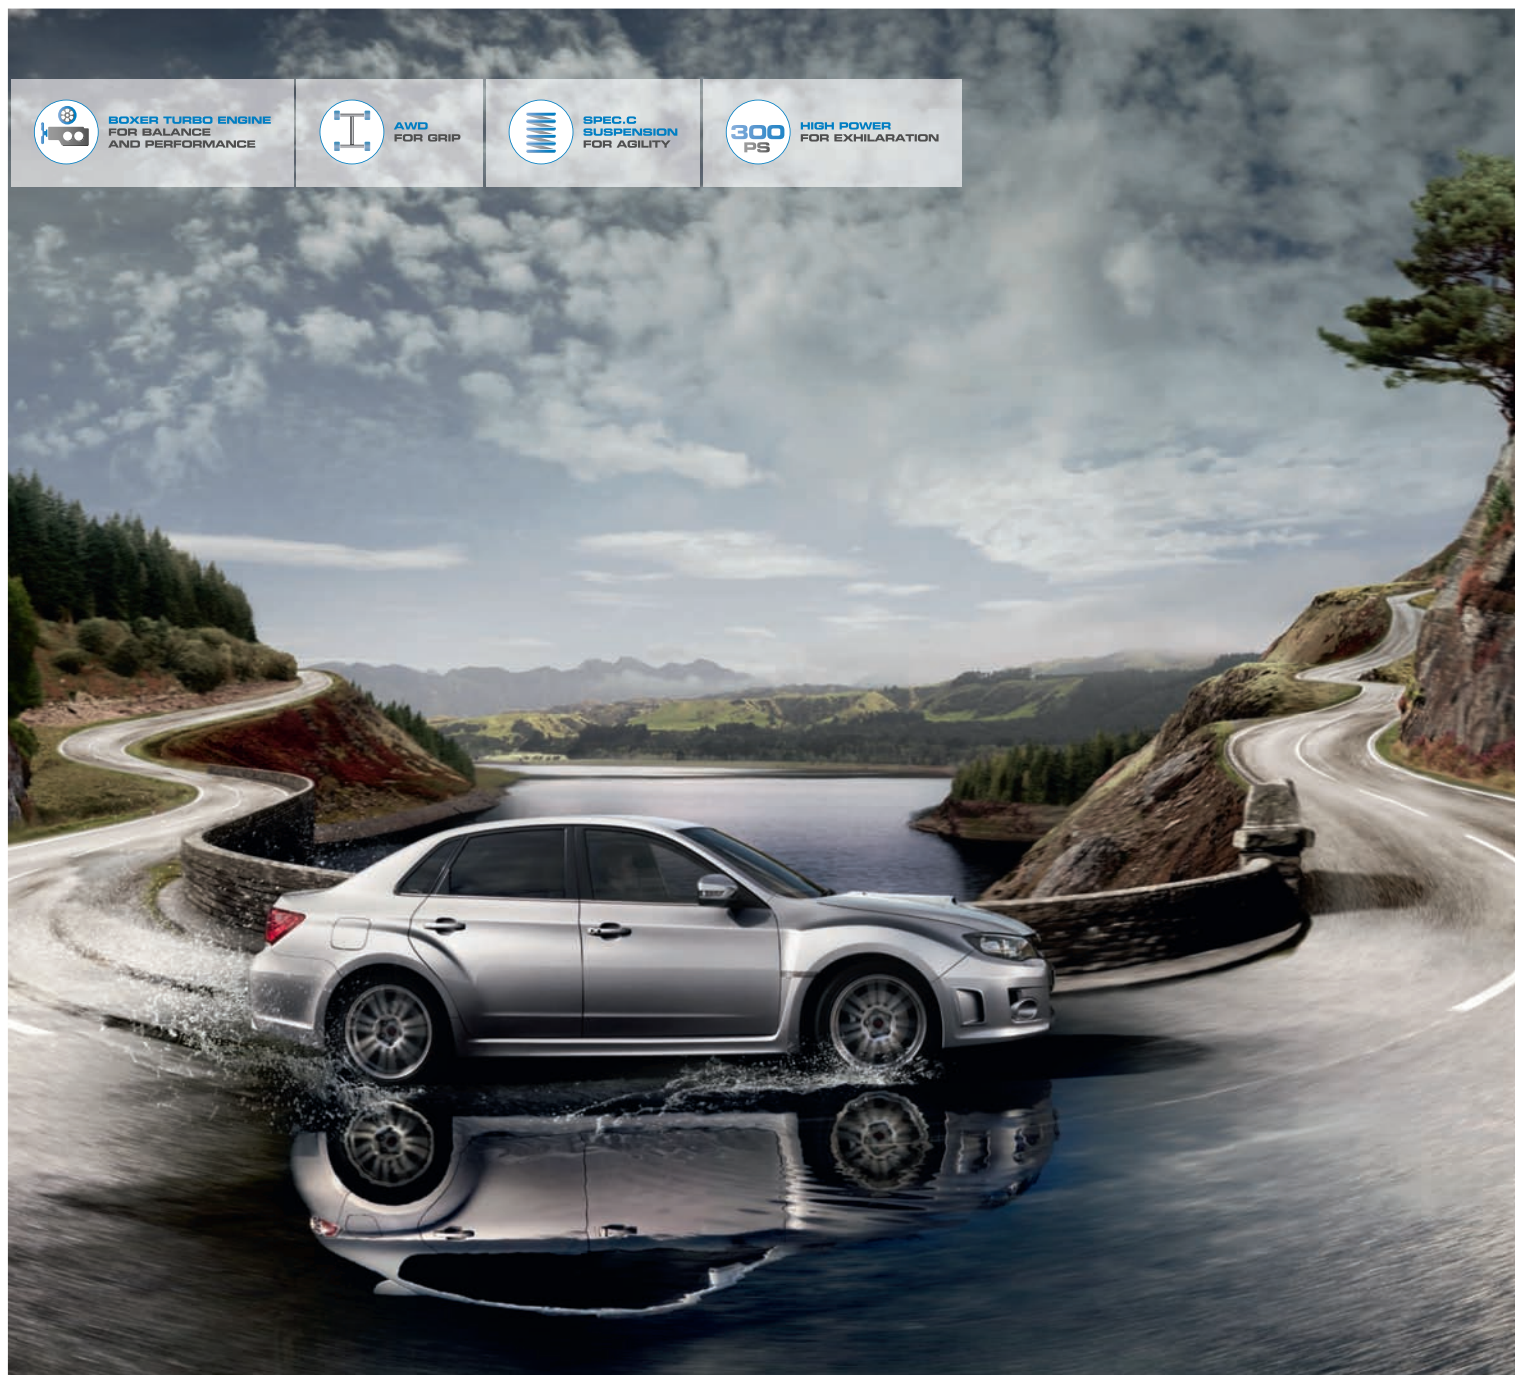 BOXER TURBO ENGINE
FOR BALANCE
AND PERFORMANCE
AWD
FOR GRIP
SPEC.C
SUSPENSION
FOR AGILITY
300
PS
HIGH POWER
FOR EXHILARATION